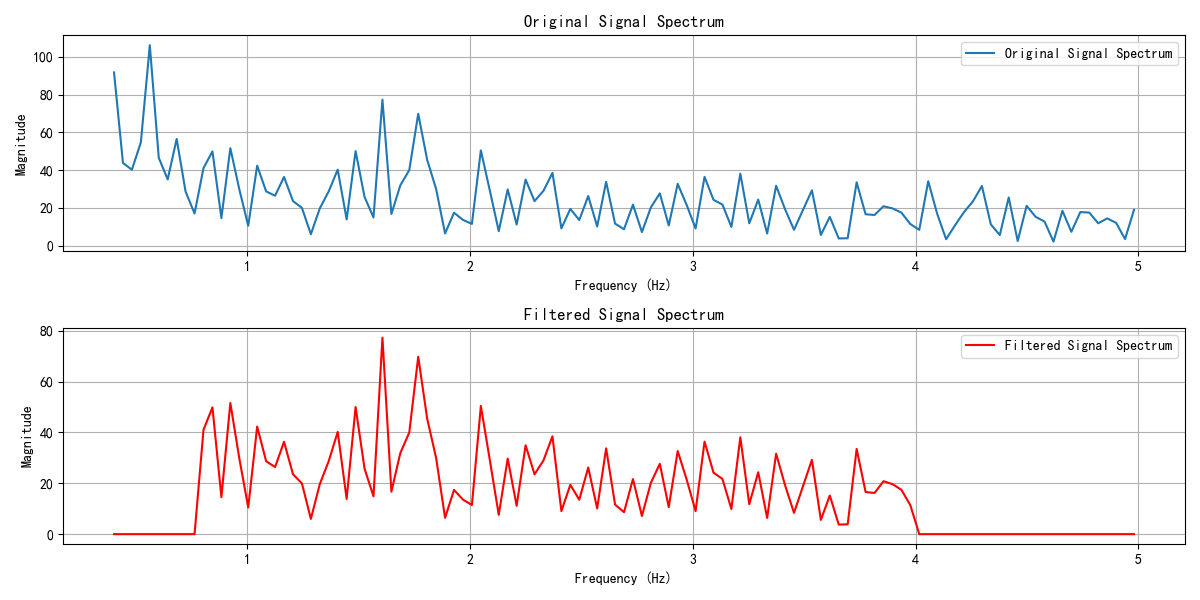 Original Signal Spectrum
Original Signal Spectrum
Magnitude
100
80
60
40
20
0
1 2 3 4 5
Frequency (Hz)
Filtered Signal Spectrum
Filtered Signal Spectrum
Magnitude
80
60
40
20
0
1 2 3 4 5
Frequency (Hz)